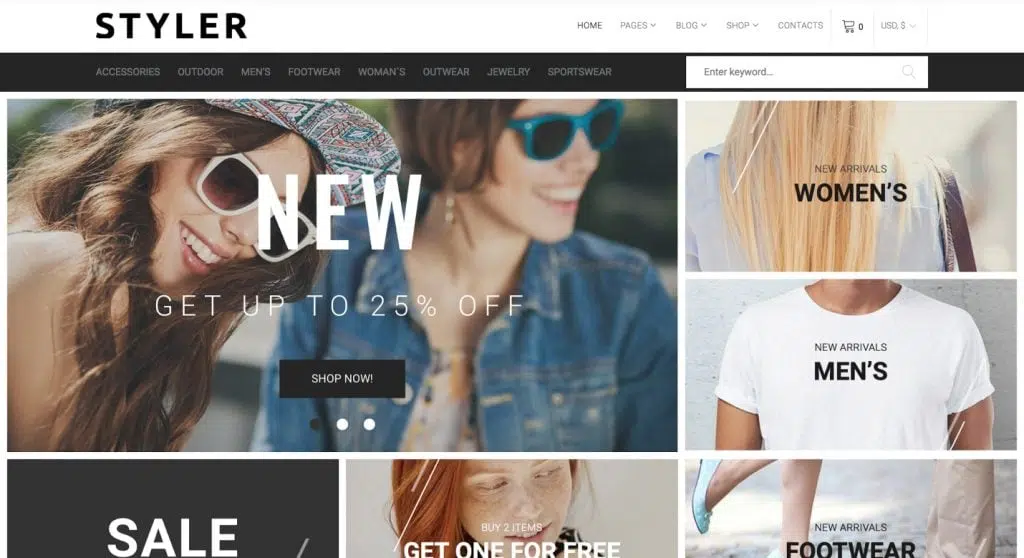 STYLER
HOME PAGES BLOG SHOP CONTACTS 0 USD, $
ACCESSORIES OUTDOOR MEN'S FOOTWEAR WOMAN`S OUTWEAR JEWELRY SPORTSWEAR
Enter keyword...
NEW
GET UP TO 25% OFF
SHOP NOW!
NEW ARRIVALS
WOMEN'S
NEW ARRIVALS
MEN'S
SALE
BUY 2 ITEMS
GET ONE FOR FREE
NEW ARRIVALS
FOOTWEAR